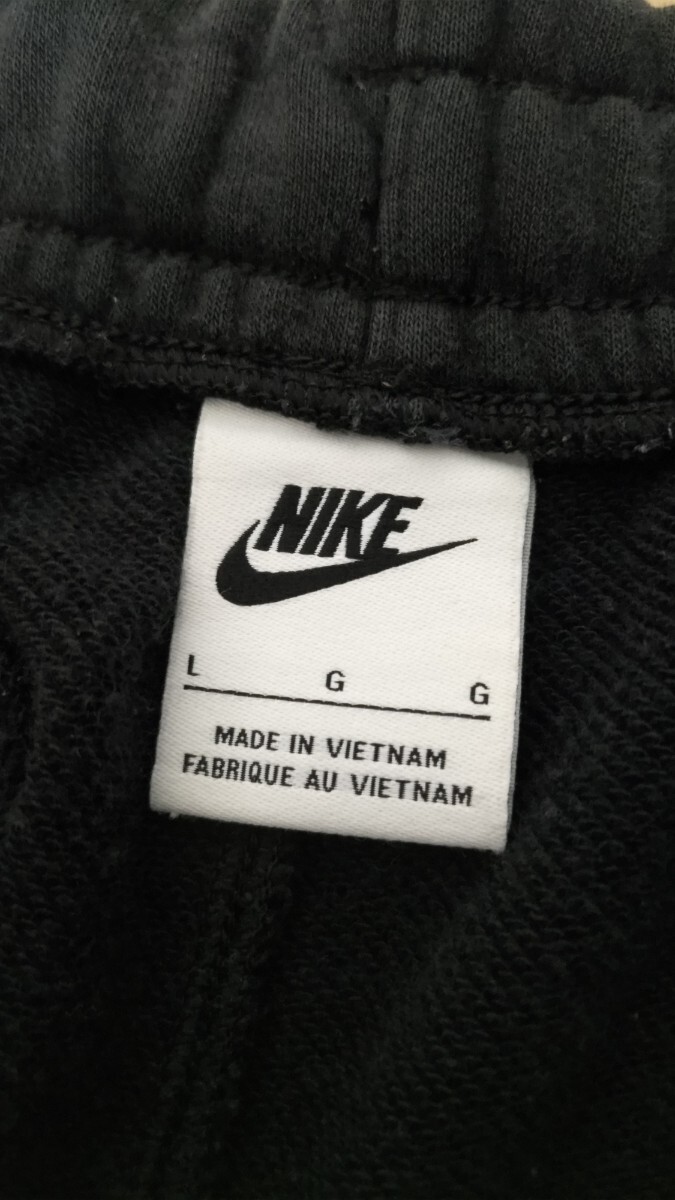 NIKE
L G G
MADE IN VIETNAM
FABRIQUE AU VIETNAM